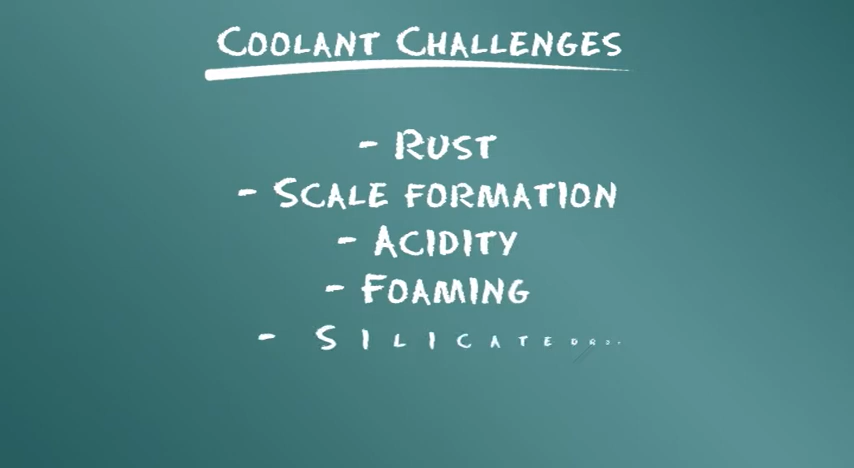 Coolant Challenges
- Rust
- Scale formation
- Acidity
- Foaming
- Silicate